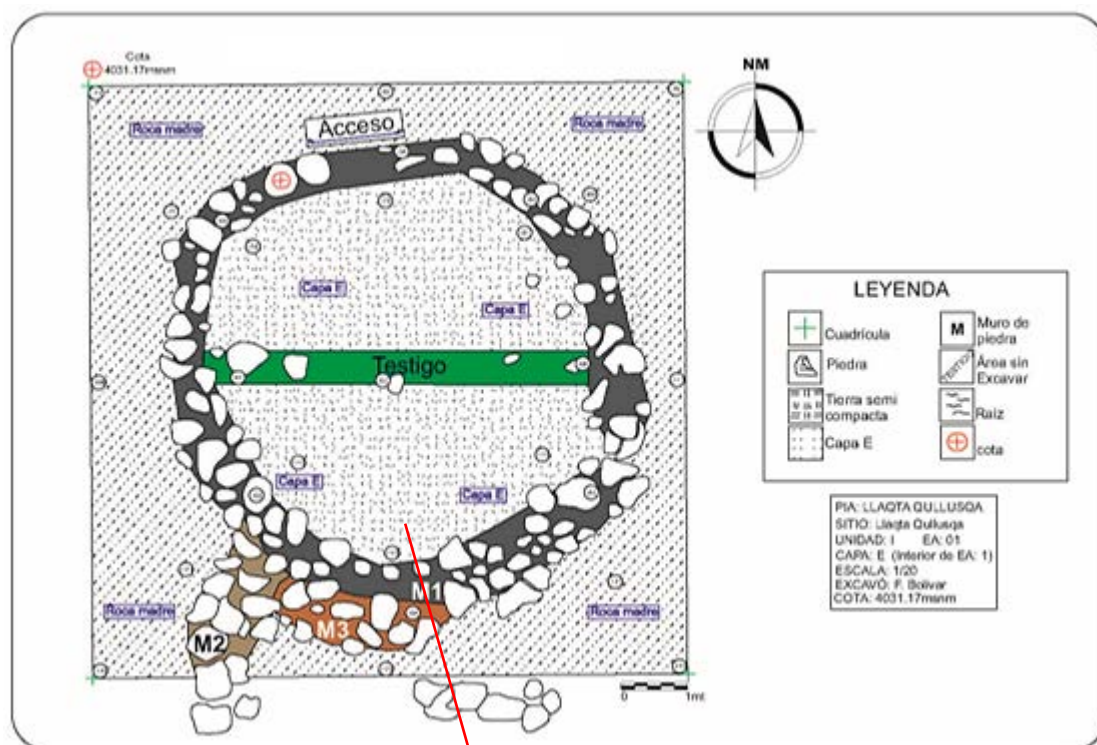 Cota
4031.17msnm
NM
Roca madre
Acceso
Roca madre
Capa E
Capa E
Testigo
Capa E
Capa E
M1
M3
M2
Roca madre
Roca madre
0 1mt
LEYENDA
Cuadrícula
Piedra
Tierra semi
compacta
Capa E
M
Muro de
piedra
TESTIGO
Área sin
Excavar
Raíz
cota
PIA: LLAQTA QULLUSQA
SITIO: Llaqta Qullusqa
UNIDAD: I EA: 01
CAPA: E (Interior de EA: 1)
ESCALA: 1/20
EXCAVÓ: F. Bolivar
COTA: 4031.17msnm